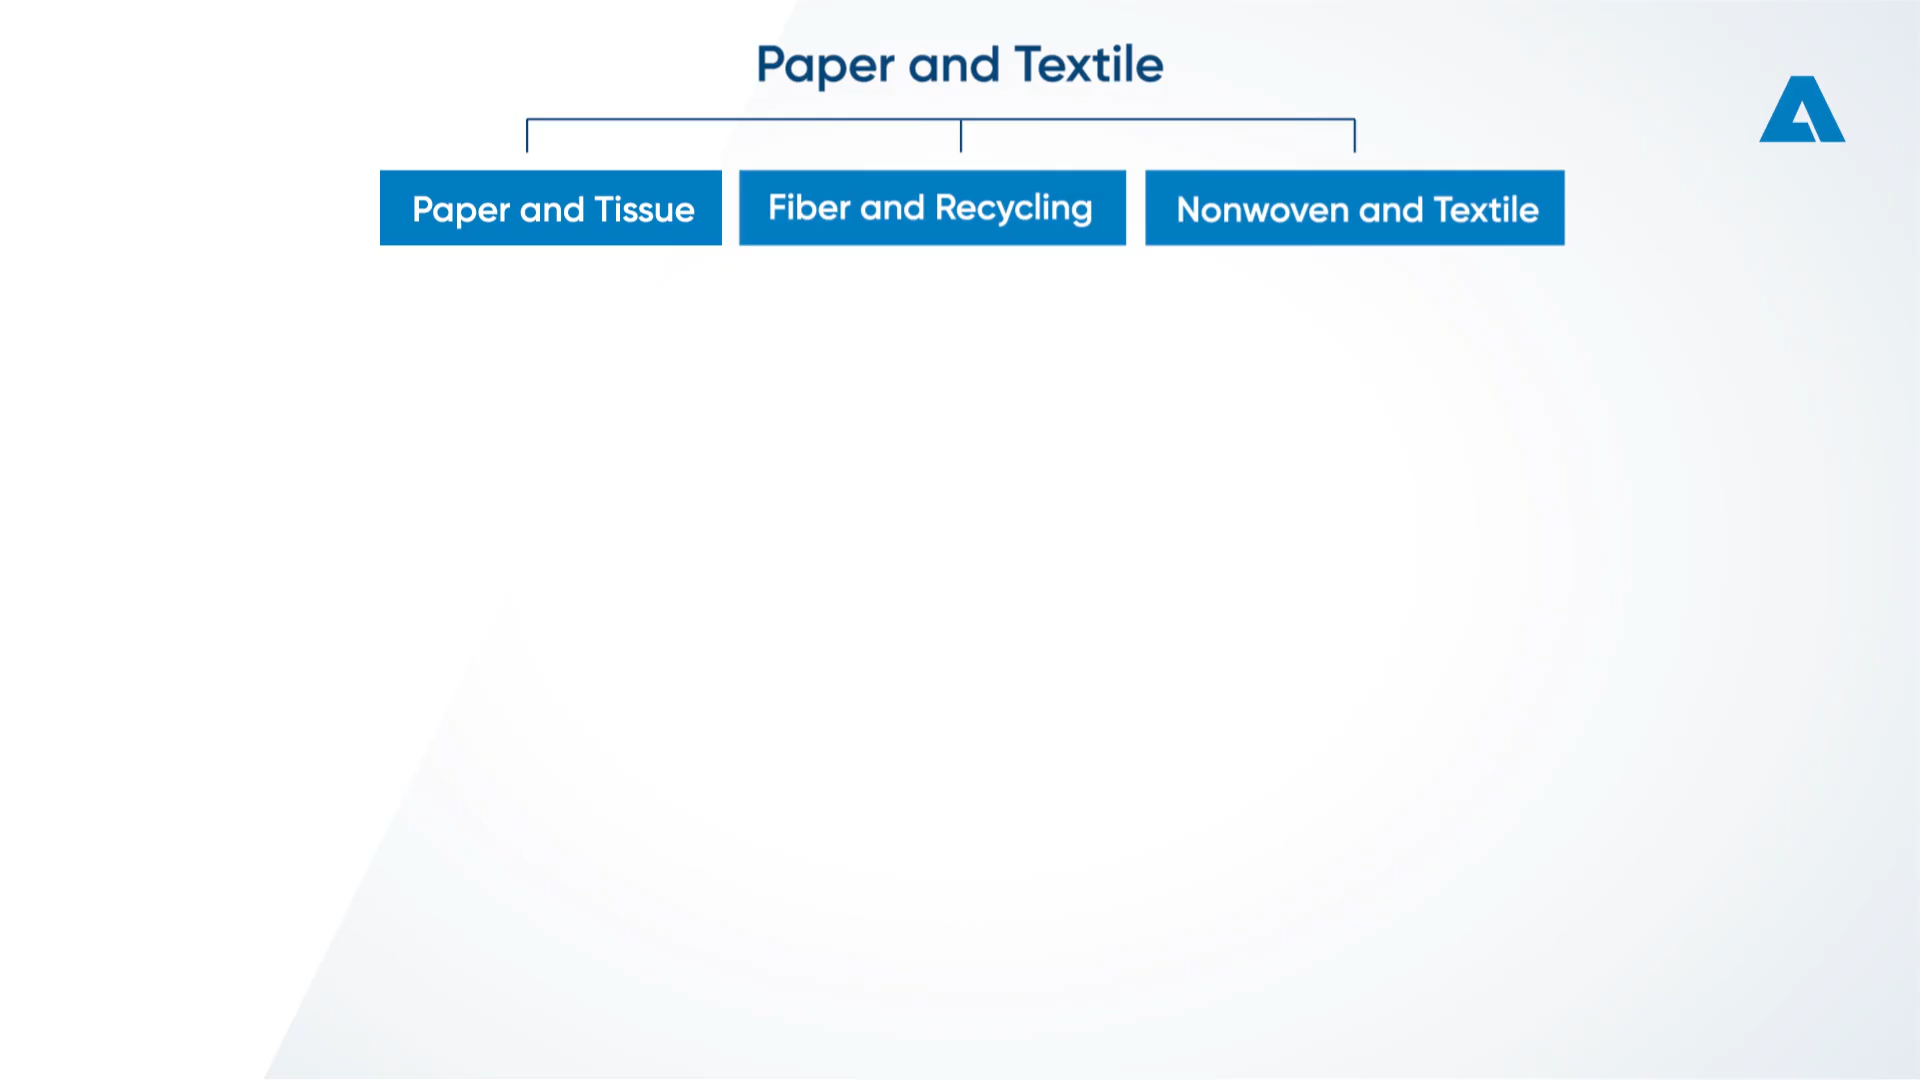 Paper and Textile
Paper and Tissue
Fiber and Recycling
Nonwoven and Textile